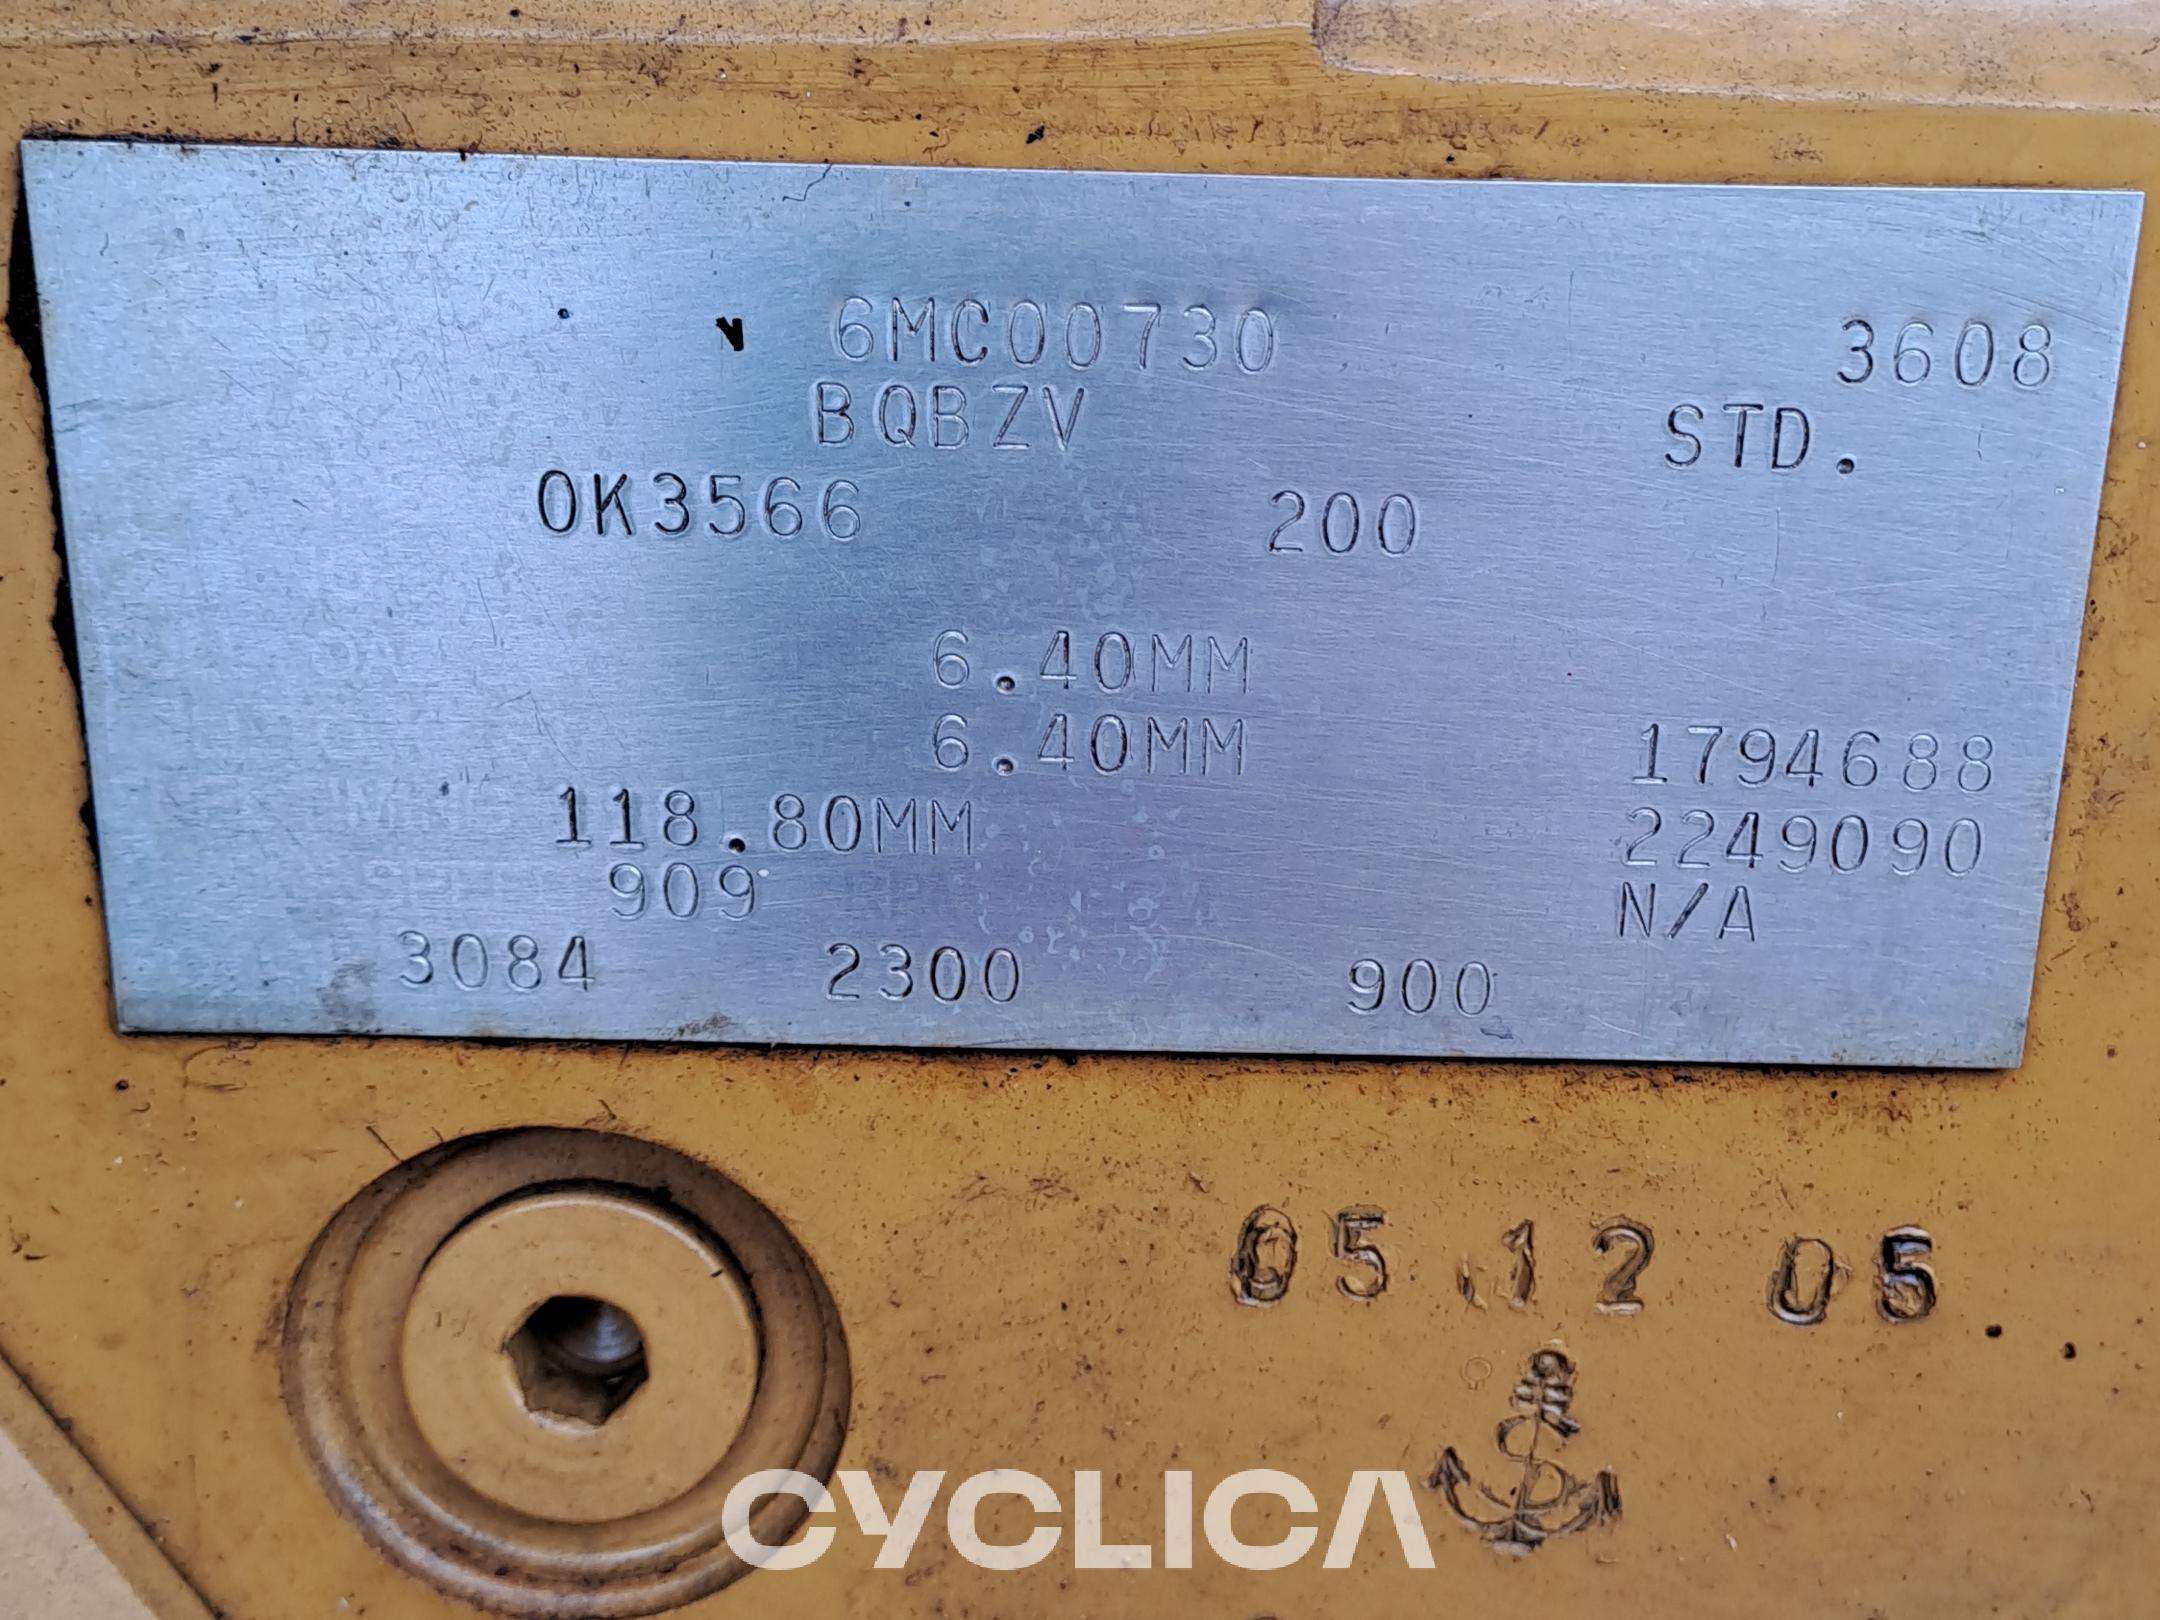 6MC00730 3608
BQBZV STD.
0K3566 200
6.40MM
6.40MM 1794688
118.80MM 2249090
909 N/A
3084 2300 900
05.12 05
CYCLICA